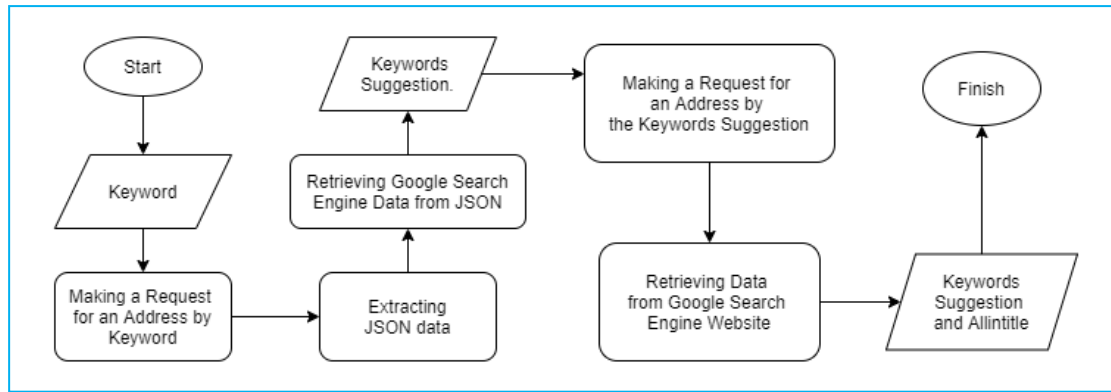 Start
Keyword
Making a Request
for an Address by
Keyword
Extracting
JSON data
Retrieving Google Search
Engine Data from JSON
Keywords
Suggestion.
Making a Request for
an Address by
the Keywords Suggestion
Retrieving Data
from Google Search
Engine Website
Keywords
Suggestion
and Allintitle
Finish